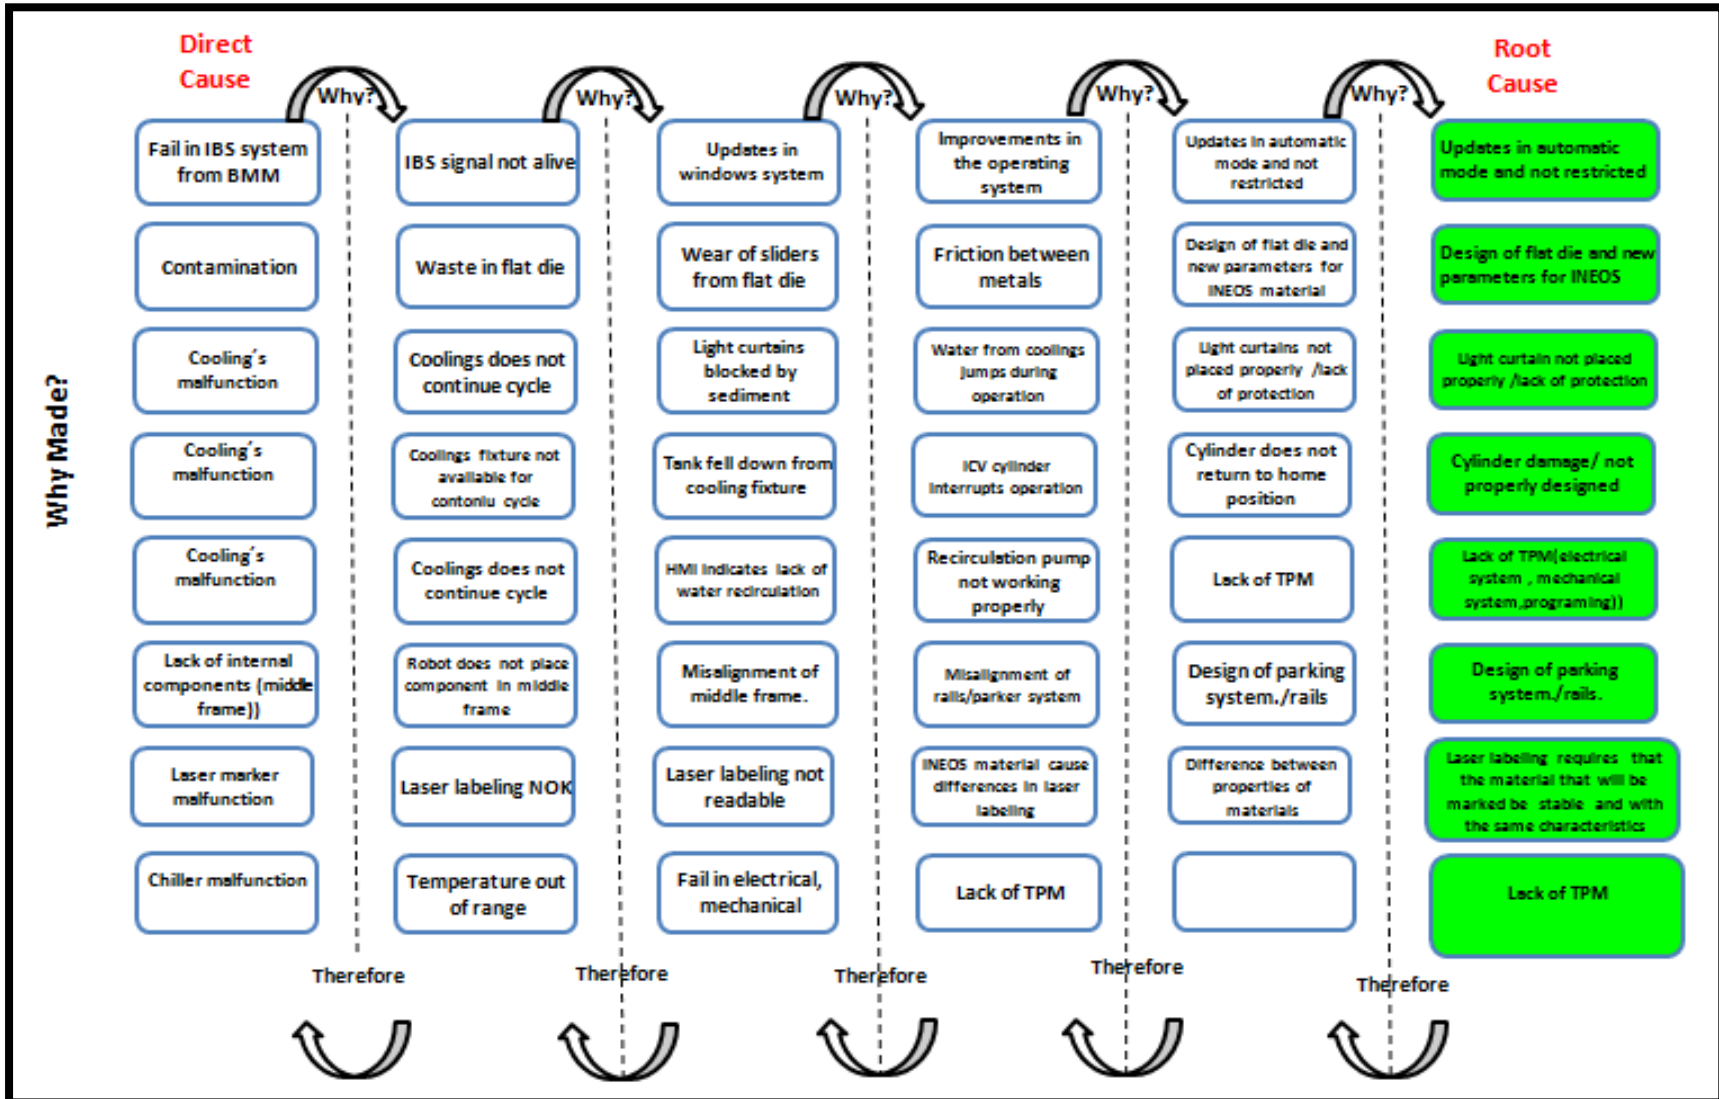 Direct
Cause
Root
Cause
Why?
Why?
Why?
Why?
Why?
Why Made?
Fail in IBS system
from BMM
IBS signal not alive
Updates in
windows system
Improvements in
the operating
system
Updates in automatic
mode and not
restricted
Updates in automatic
mode and not restricted
Contamination
Waste in flat die
Wear of sliders
from flat die
Friction between
metals
Design of flat die and
new parameters for
INEOS material
Design of flat die and new
parameters for INEOS
Cooling´s
malfunction
Coolings does not
continue cycle
Light curtains
blocked by
sediment
Water from coolings
jumps during
operation
Light curtains not
placed properly /lack
of protection
Light curtain not placed
properly /lack of protection
Cooling´s
malfunction
Coolings fixture not
available for
contoniu cycle
Tank fell down from
cooling fixture
ICV cylinder
interrupts operation
Cylinder does not
return to home
position
Cylinder damage/ not
properly designed
Cooling´s
malfunction
Coolings does not
continue cycle
HMI indicates lack of
water recirculation
Recirculation pump
not working
properly
Lack of TPM
Lack of TPM(electrical
system , mechanical
system,programing))
Lack of internal
components (middle
frame))
Robot does not place
component in middle
frame
Misalignment of
middle frame.
Misalignment of
rails/parker system
Design of parking
system./rails
Design of parking
system./rails.
Laser marker
malfunction
Laser labeling NOK
Laser labeling not
readable
INEOS material cause
differences in laser
labeling
Difference between
properties of
materials
Laser labeling requires that
the material that will be
marked be stable and with
the same characteristics
Chiller malfunction
Temperature out
of range
Fail in electrical,
mechanical
Lack of TPM
Lack of TPM
Therefore
Therefore
Therefore
Therefore
Therefore